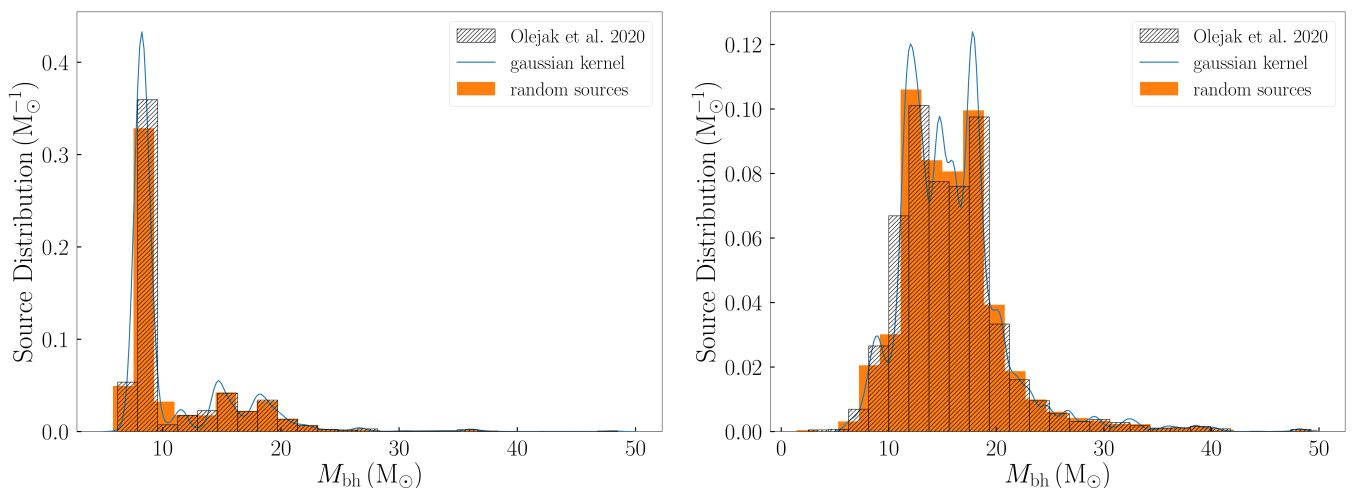 Source Distribution (M⊙⁻¹)
0.4
0.3
0.2
0.1
0.0
10
20
30
40
50
M_bh (M⊙)
Olejak et al. 2020
gaussian kernel
random sources
Source Distribution (M⊙⁻¹)
0.12
0.10
0.08
0.06
0.04
0.02
0.00
0
10
20
30
40
50
M_bh (M⊙)
Olejak et al. 2020
gaussian kernel
random sources